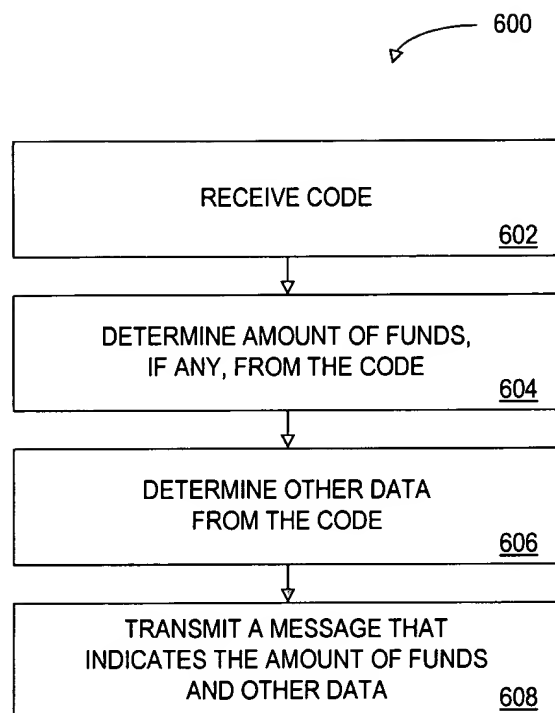 600
RECEIVE CODE
602
DETERMINE AMOUNT OF FUNDS,
IF ANY, FROM THE CODE
604
DETERMINE OTHER DATA
FROM THE CODE
606
TRANSMIT A MESSAGE THAT
INDICATES THE AMOUNT OF FUNDS
AND OTHER DATA
608